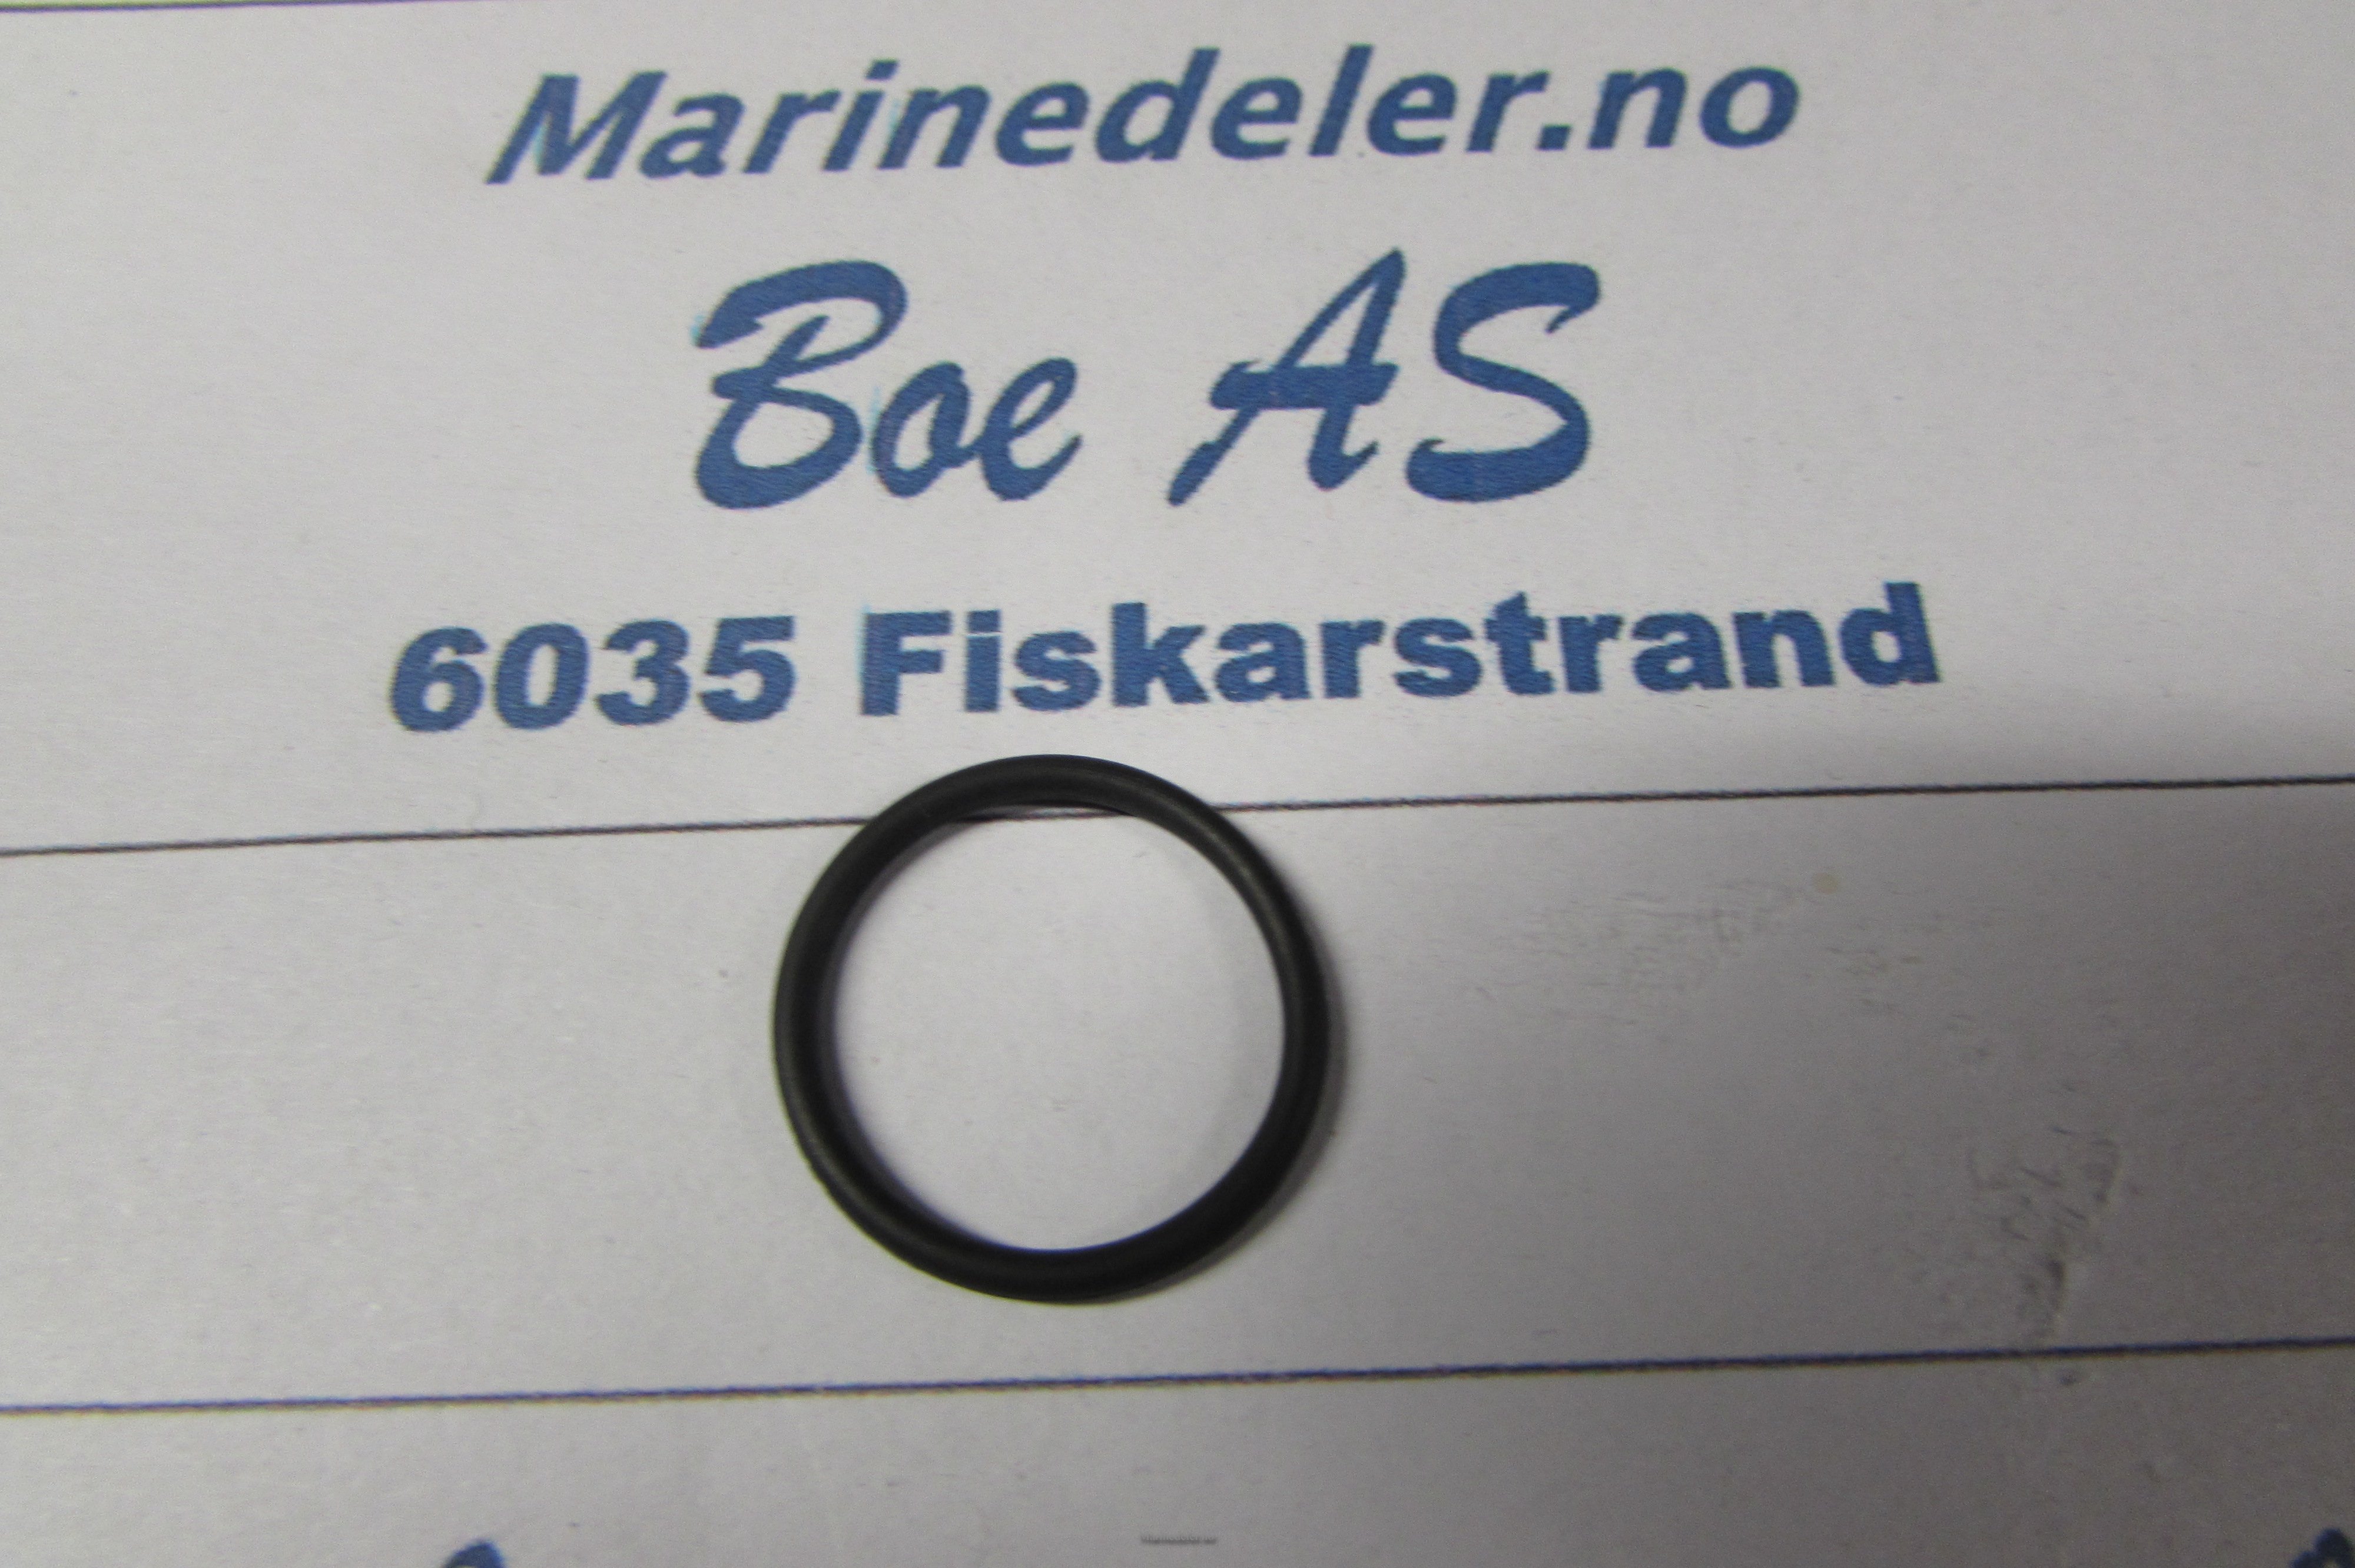 Marinedeler.no
Boe AS
6035 Fiskarstrand